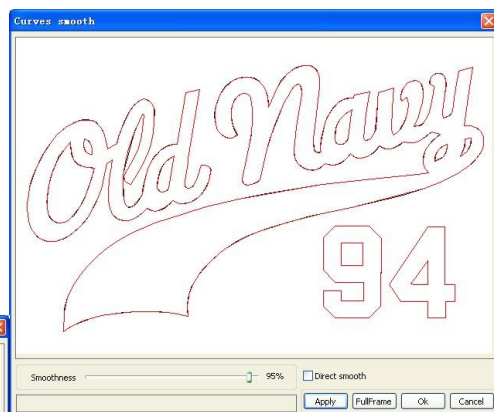 Curves smooth
Old Navy
94
Smoothness 95% Direct smooth
Apply FullFrame Ok Cancel